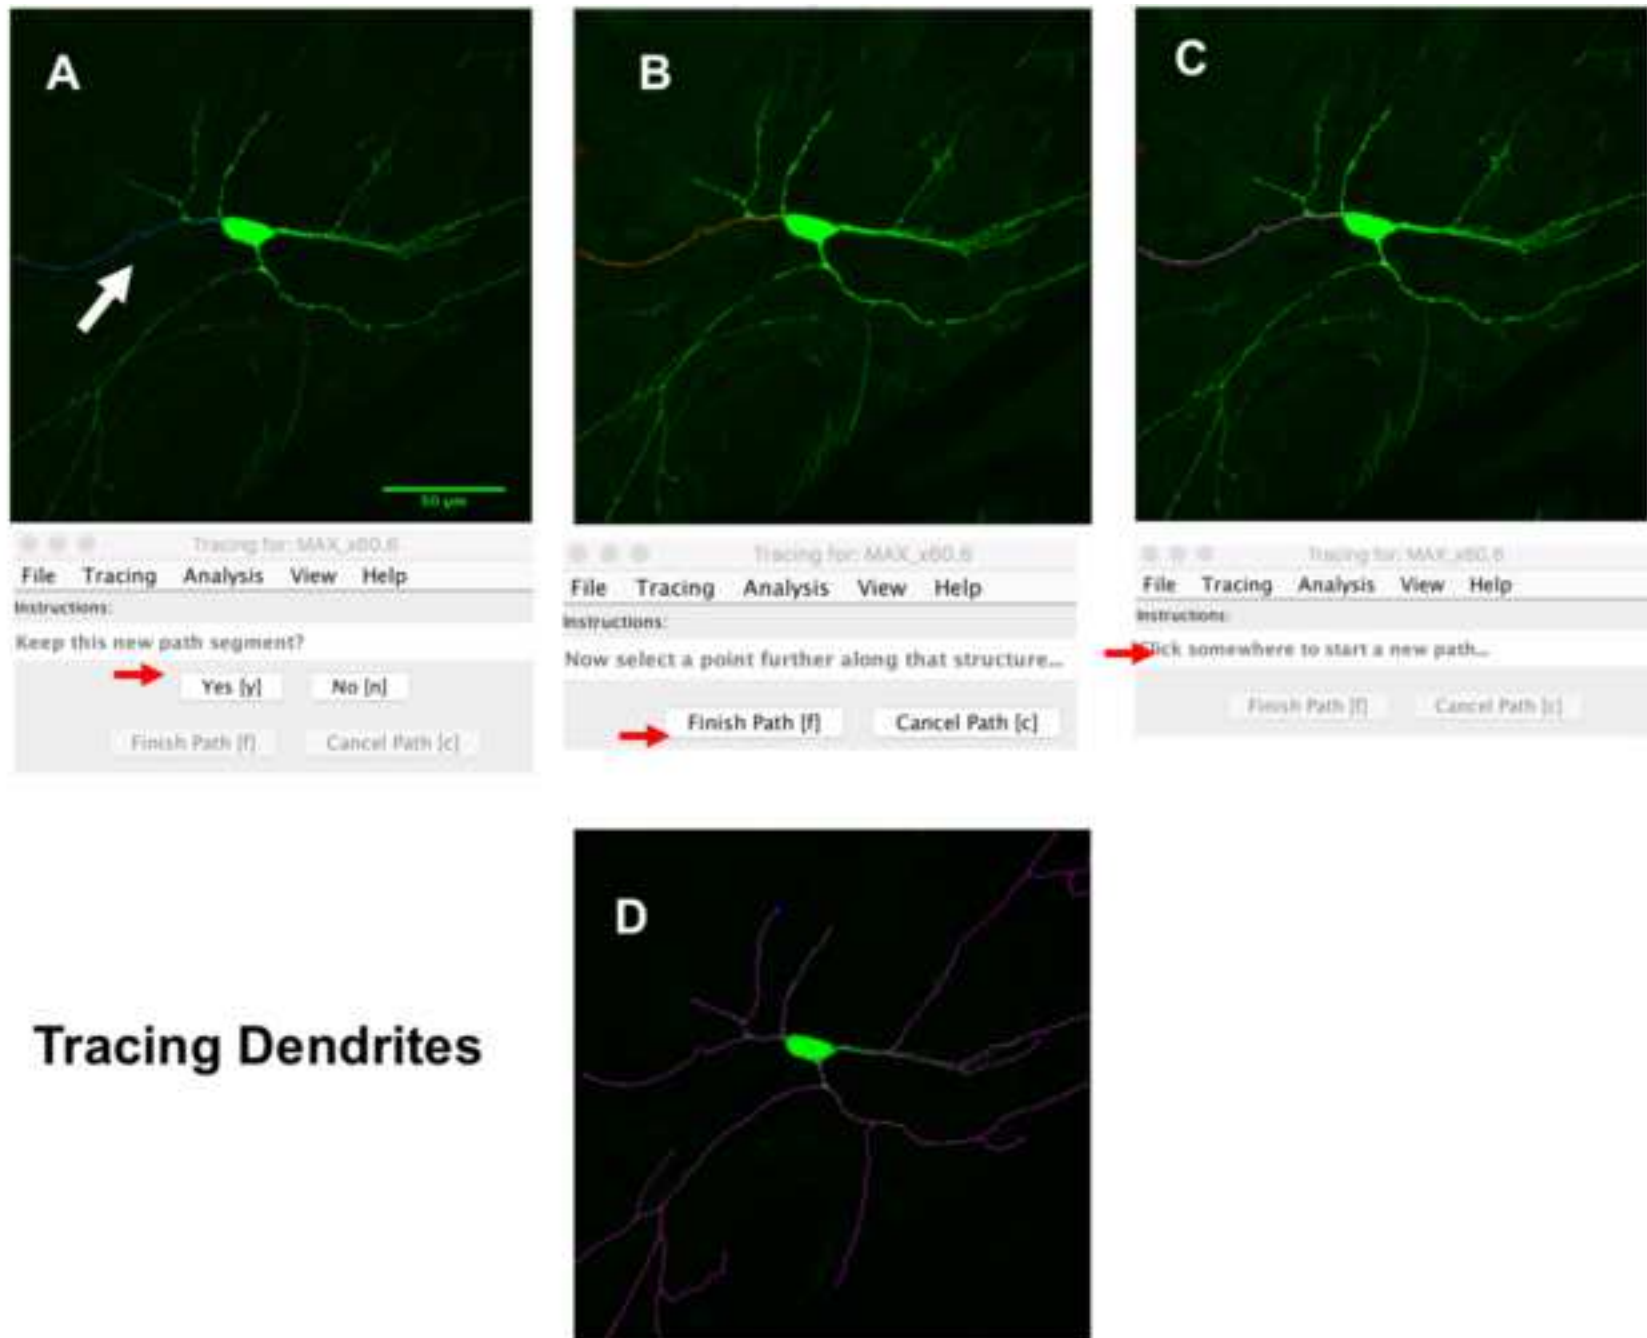 A
B
C
50 µm
Tracing for: MAX_x60.6
File Tracing Analysis View Help
Instructions:
Keep this new path segment?
Yes [y] No [n]
Finish Path [f] Cancel Path [c]
Tracing for: MAX_x60.6
File Tracing Analysis View Help
Instructions:
Now select a point further along that structure...
Finish Path [f] Cancel Path [c]
Tracing for: MAX_x60.6
File Tracing Analysis View Help
Instructions:
Click somewhere to start a new path...
Finish Path [f] Cancel Path [c]
D
Tracing Dendrites